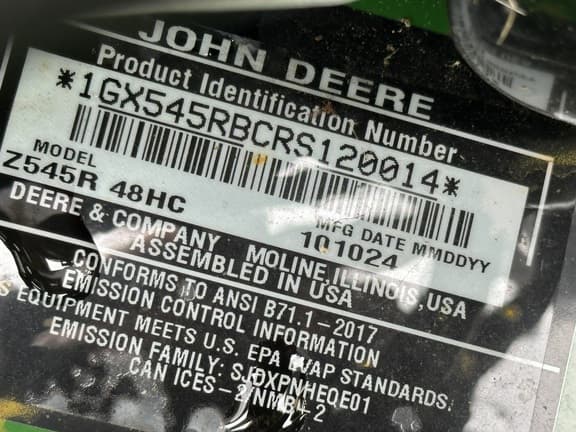 JOHN DEERE
Product Identification Number
*1GX545RBCRS120014*
MODEL
Z545R 48HC
MFG DATE MMDDYY
101024
DEERE & COMPANY MOLINE, ILLINOIS, USA
ASSEMBLED IN USA
CONFORMS TO ANSI B71.1-2017
EMISSION CONTROL INFORMATION
EQUIPMENT MEETS U.S. EPA EVAP STANDARDS.
EMISSION FAMILY: SJDXPNHEQE01
CAN ICES-2/NMB-2